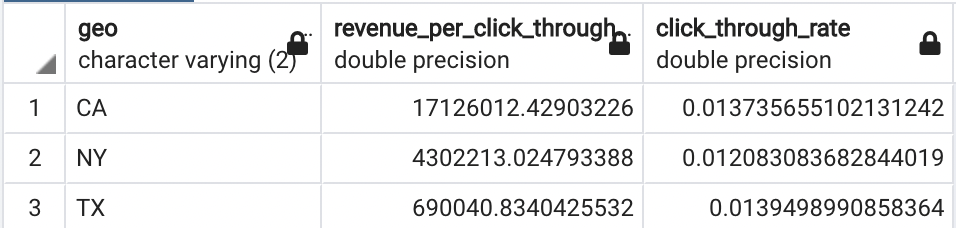 geo .. revenue_per_click_through.. click_through_rate
character varying (2) double precision double precision
1 CA 17126012.42903226 0.013735655102131242
2 NY 4302213.024793388 0.012083083682844019
3 TX 690040.8340425532 0.0139498990858364